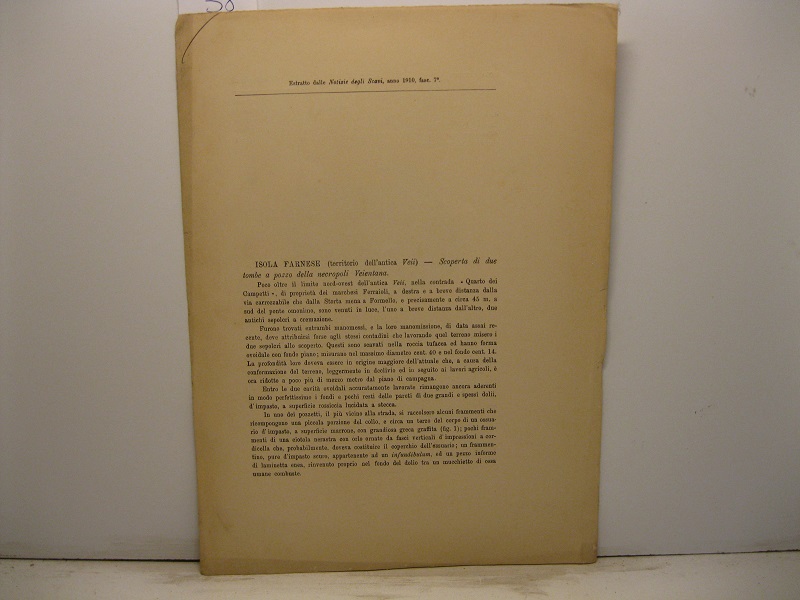 50
Estratto dalle Notizie degli Scavi, anno 1919, fasc. 7°.
ISOLA FARNESE (territorio dell'antica Veii) — Scoperta di due
tombe a pozzo della necropoli Veientana.
Poco oltre il limite nord-ovest dell'antica Veii, nella contrada « Quarto dei
Campetti », di proprietà dei marchesi Ferraioli, a destra e a breve distanza dalla
via carrozzabile che dalla Storta mena a Formello, e precisamente a circa 45 m. a
sud del ponte omonimo, sono venuti in luce, l'uno a breve distanza dall'altro, due
antichi sepolcri a cremazione.
Furono trovati entrambi manomessi, e la loro manomissione, di data assai re-
cente, deve attribuirsi forse agli stessi contadini che lavorando quel terreno misero i
due sepolcri allo scoperto. Questi sono scavati nella roccia tufacea ed hanno forma
ovoidale con fondo piano; misurano nel massimo diametro cent. 40 e nel fondo cent. 14.
La profondità loro doveva essere in origine maggiore dell'attuale che, a causa della
conformazione del terreno, leggermente in declivio ed in seguito ai lavori agricoli, è
ora ridotta a poco più di mezzo metro dal piano di campagna.
Entro le due cavità ovoidali accuratamente lavorate rimangono ancora aderenti
in modo perfettissimo i fondi e pochi resti delle pareti di due grandi e spessi dolii,
d'impasto, a superficie rossiccia lucidata a stecca.
In uno dei pozzetti, il più vicino alla strada, si raccolsero alcuni frammenti che
ricompongono una piccola porzione del collo, e circa un terzo del corpo di un ossua-
rio d'impasto, a superficie marrone, con grandiosa greca graffita (fig. 1); pochi fram-
menti di una ciotola nerastra con orlo ornato da fasci verticali d'impressioni a cor-
dicella che, probabilmente, doveva costituire il coperchio dell'ossuario; un frammen-
tino, pure d'impasto scuro, appartenente ad un infundibulum, ed un pezzo informe
di laminetta enea, rinvenuto proprio nel fondo del dolio tra un mucchietto di ossa
umane combuste.